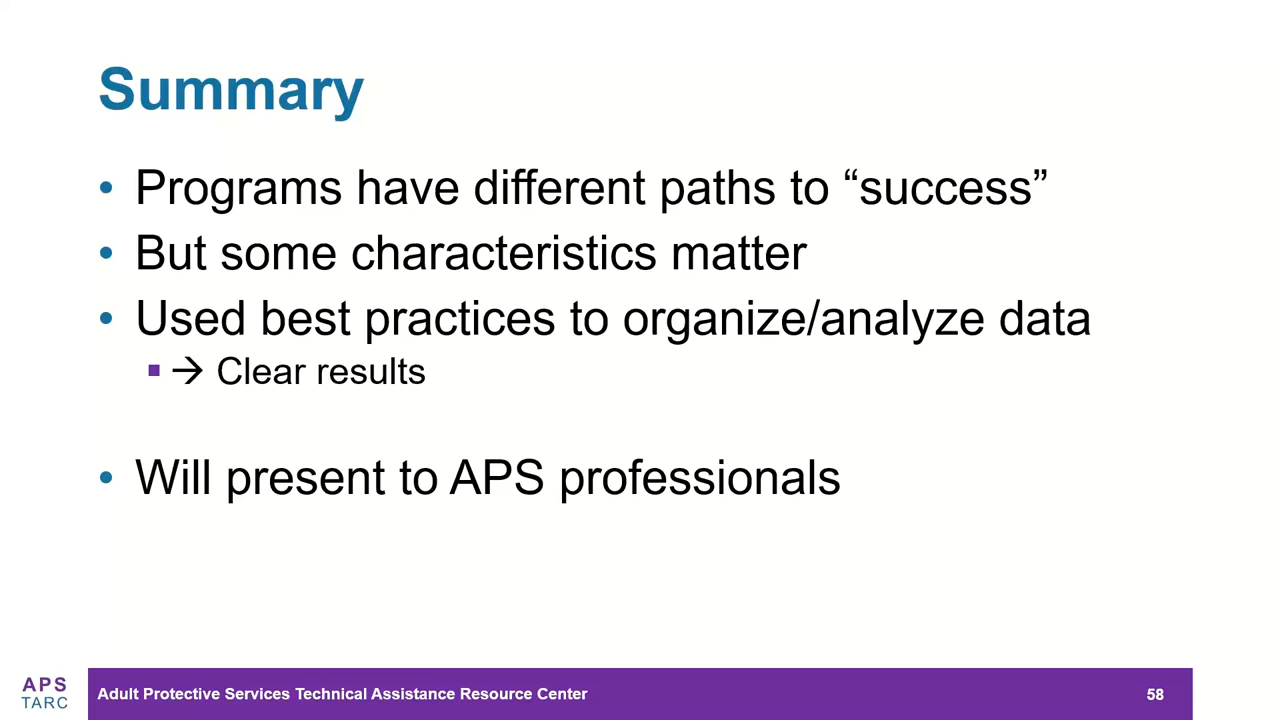 Summary
• Programs have different paths to “success”
• But some characteristics matter
• Used best practices to organize/analyze data
▪ → Clear results
• Will present to APS professionals
APS
TARC
Adult Protective Services Technical Assistance Resource Center
58